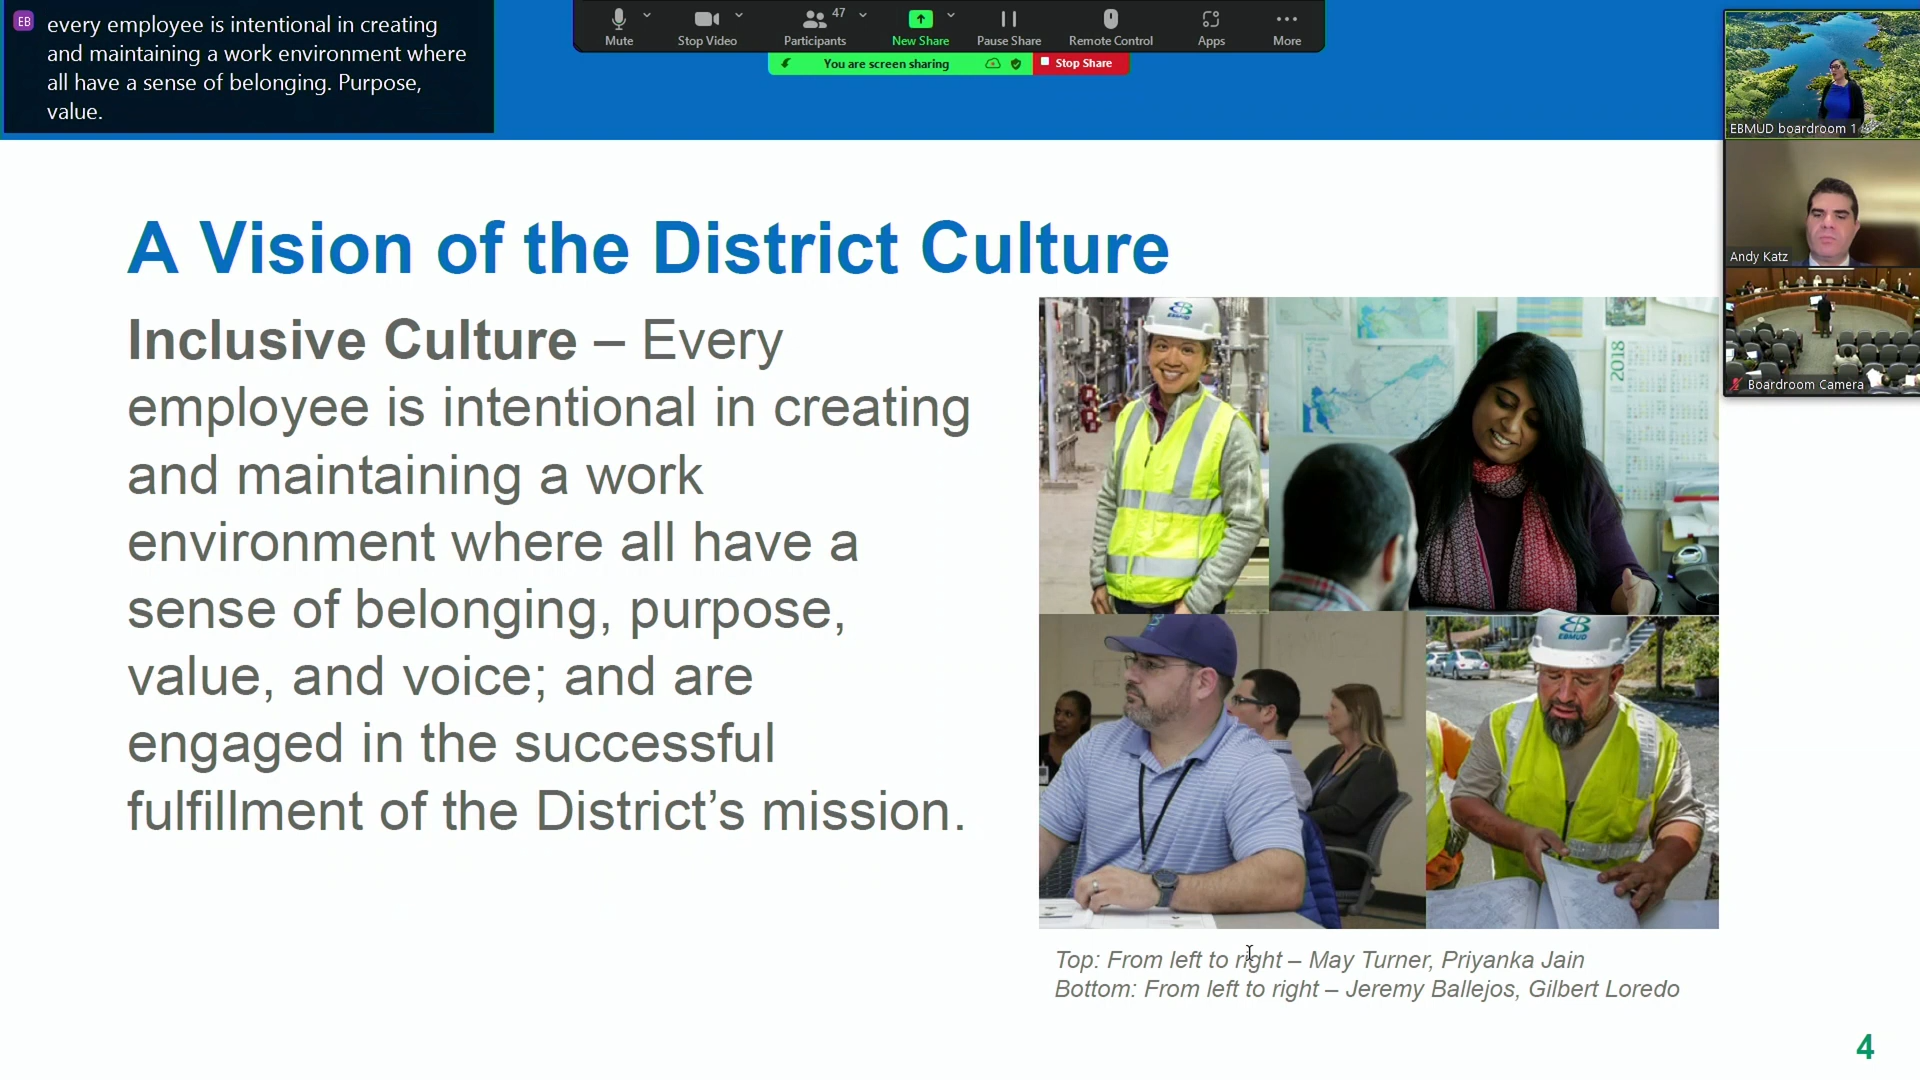 EB
every employee is intentional in creating
and maintaining a work environment where
all have a sense of belonging. Purpose,
value.
Mute
Stop Video
47
Participants
New Share
Pause Share
Remote Control
Apps
More
You are screen sharing
Stop Share
EBMUD boardroom 1
Andy Katz
Boardroom Camera
A Vision of the District Culture
Inclusive Culture – Every
employee is intentional in creating
and maintaining a work
environment where all have a
sense of belonging, purpose,
value, and voice; and are
engaged in the successful
fulfillment of the District’s mission.
EBMUD
2018
EBMUD
Top: From left to right – May Turner, Priyanka Jain
Bottom: From left to right – Jeremy Ballejos, Gilbert Loredo
4